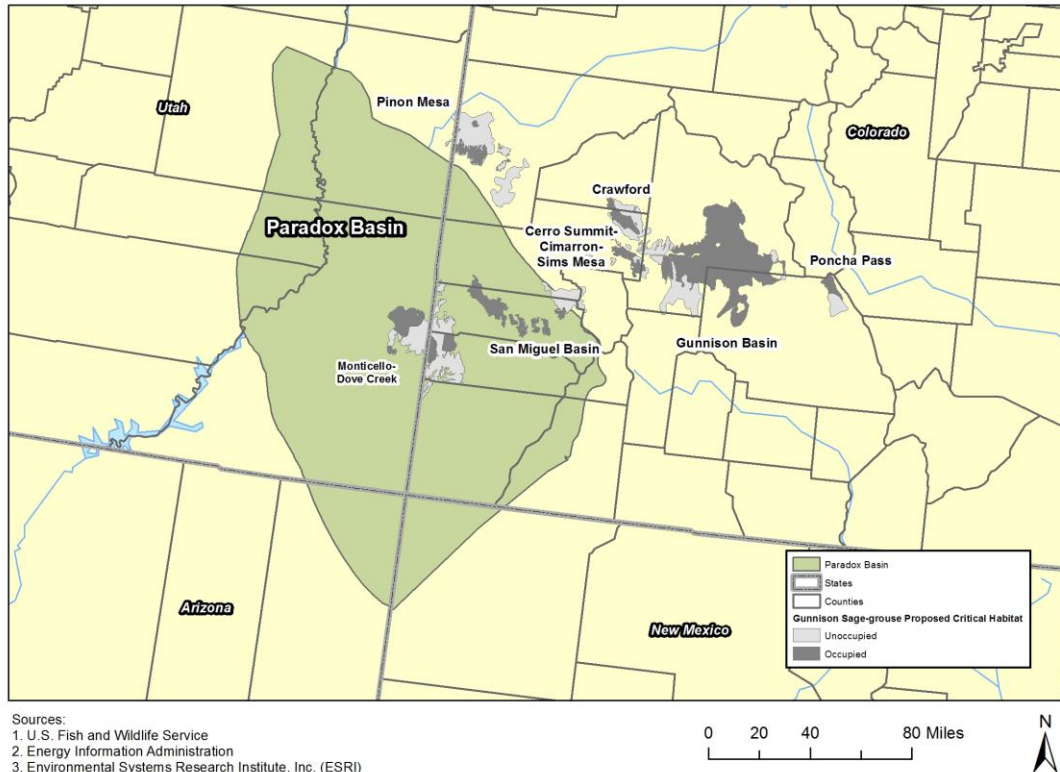 Pinon Mesa
Utah
Colorado
Crawford
Paradox Basin
Cerro Summit-
Cimarron-
Sims Mesa
Poncha Pass
Gunnison Basin
San Miguel Basin
Monticello-
Dove Creek
Arizona
New Mexico
Paradox Basin
States
Counties
Gunnison Sage-grouse Proposed Critical Habitat
Unoccupied
Occupied
Sources:
1. U.S. Fish and Wildlife Service
2. Energy Information Administration
3. Environmental Systems Research Institute, Inc. (ESRI)
0 20 40 80 Miles
N